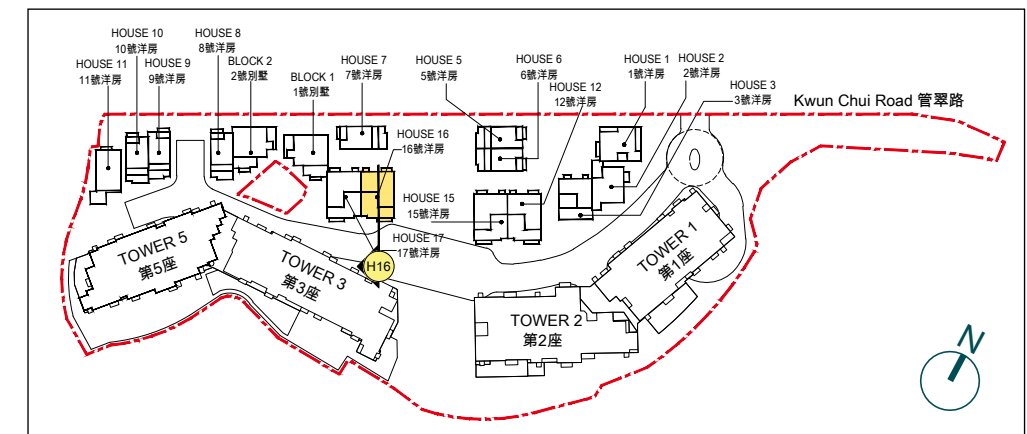 HOUSE 10
10號洋房
HOUSE 8
8號洋房
HOUSE 11
11號洋房
HOUSE 9
9號洋房
BLOCK 2
2號別墅
BLOCK 1
1號別墅
HOUSE 7
7號洋房
HOUSE 5
5號洋房
HOUSE 6
6號洋房
HOUSE 1
1號洋房
HOUSE 2
2號洋房
HOUSE 3
3號洋房
HOUSE 12
12號洋房
Kwun Chui Road 管翠路
HOUSE 16
16號洋房
HOUSE 15
15號洋房
HOUSE 17
17號洋房
H16
TOWER 5
第5座
TOWER 3
第3座
TOWER 1
第1座
TOWER 2
第2座
N